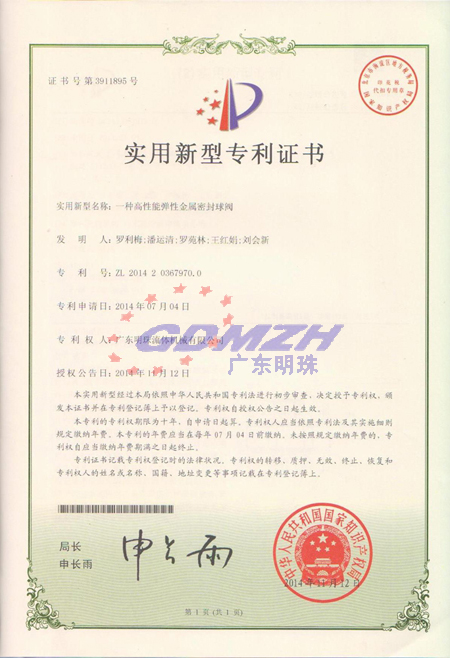 证书号第3911895号
实用新型专利证书
实用新型名称：一种高性能弹性金属密封球阀
发 明 人：罗利梅;潘运清;罗苑林;王红娟;刘会新
专 利 号：ZL 2014 2 0367970.0
专利申请日：2014年07月04日
专 利 权 人：广东明珠流体机械有限公司
GDMZH
广东明珠
授权公告日：2014年11月12日
本实用新型经过本局依照中华人民共和国专利法进行初步审查，决定授予专利权，
颁发本证书并在专利登记簿上予以登记。专利权自授权公告之日起生效。
本专利的专利权期限为十年，自申请日起算。专利权人应当依照专利法及其实施细则
规定缴纳年费。本专利的年费应当在每年07月04日前缴纳。未按照规定缴纳年费的，专
利权自应当缴纳年费期满之日起终止。
专利证书记载专利权登记时的法律状况。专利权的转移、质押、无效、终止、恢复和
专利权人的姓名或名称、国籍、地址变更等事项记载在专利登记簿上。
局长
申长雨
申长雨
中华人民共和国国家知识产权局
2014年11月12日
第1页(共1页)